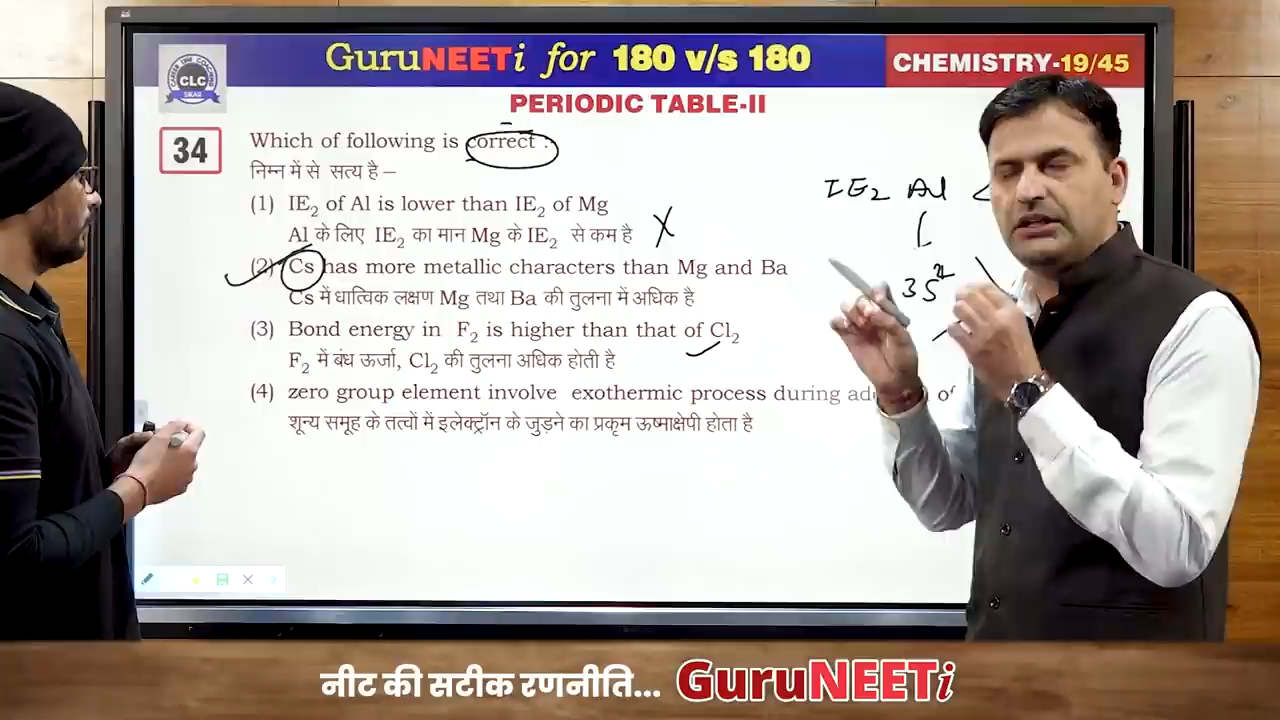 CLC
SIKAR
GuruNEETi for 180 v/s 180
CHEMISTRY-19/45
PERIODIC TABLE-II
34
Which of following is correct :-
निम्न में से सत्य है –
(1) IE₂ of Al is lower than IE₂ of Mg
Al के लिए IE₂ का मान Mg के IE₂ से कम है X
(2) Cs has more metallic characters than Mg and Ba
Cs में धात्विक लक्षण Mg तथा Ba की तुलना में अधिक है
(3) Bond energy in F₂ is higher than that of Cl₂
F₂ में बंध ऊर्जा, Cl₂ की तुलना अधिक होती है
(4) zero group element involve exothermic process during of
शून्य समूह के तत्वों में इलेक्ट्रॉन के जुड़ने का प्रक्रम ऊष्माक्षेपी होता है
IE₂ Al <
3S²
नीट की सटीक रणनीति... GuruNEETi